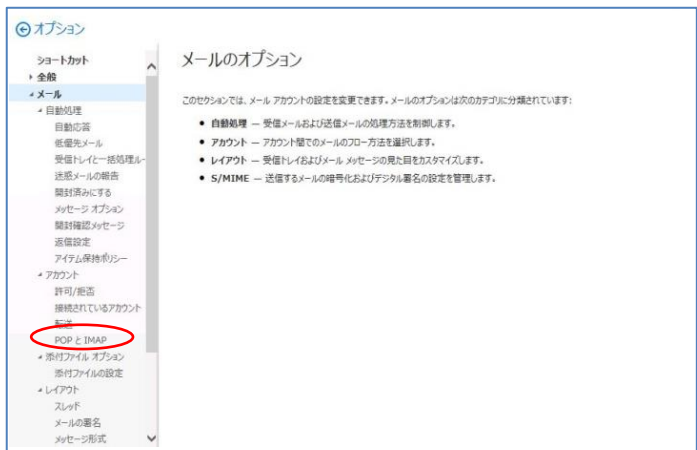 オプション
ショートカット
全般
メール
自動処理
自動応答
低優先メール
受信トレイと一括処理ルー
迷惑メールの報告
開封済みにする
メッセージ オプション
開封確認メッセージ
返信設定
アイテム保持ポリシー
アカウント
許可/拒否
接続されているアカウント
転送
POP と IMAP
添付ファイル オプション
添付ファイルの設定
レイアウト
スレッド
メールの署名
メッセージ形式
メールのオプション
このセクションでは、メール アカウントの設定を変更できます。メールのオプションは次のカテゴリに分類されています:
• 自動処理 — 受信メールおよび送信メールの処理方法を制御します。
• アカウント — アカウント間でのメールのフロー方法を選択します。
• レイアウト — 受信トレイおよびメール メッセージの見た目をカスタマイズします。
• S/MIME — 送信するメールの暗号化およびデジタル署名の設定を管理します。